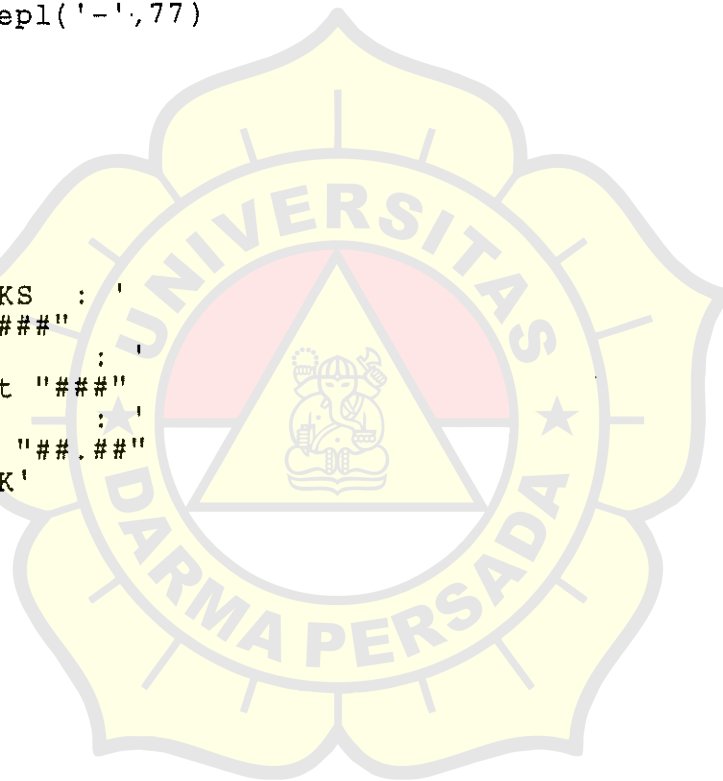 epl('-',77)
KS : '
###"
: '
t "###"
: '
"##.##"
K'
UNIVERSITAS
DARMA PERSADA